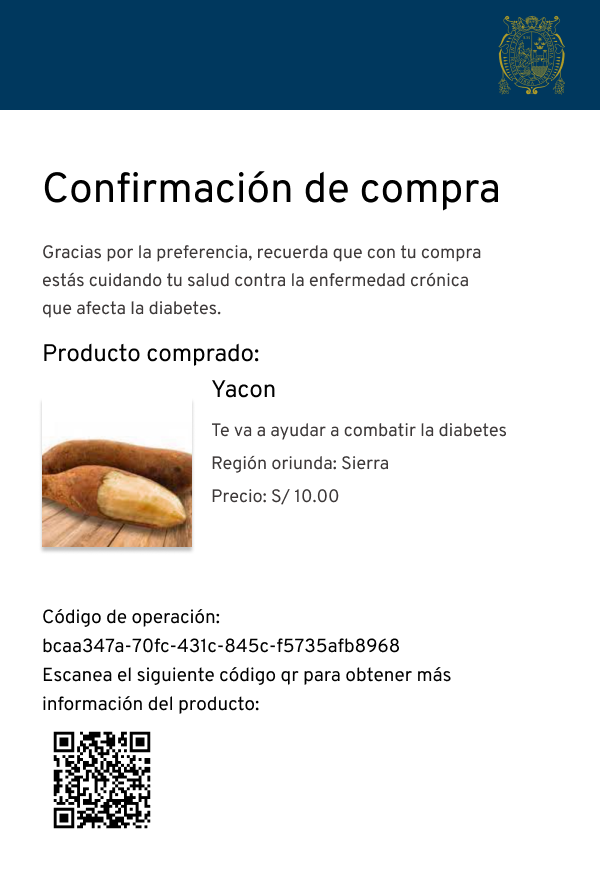 Confirmación de compra
Gracias por la preferencia, recuerda que con tu compra
estás cuidando tu salud contra la enfermedad crónica
que afecta la diabetes.
Producto comprado:
Yacon
Te va a ayudar a combatir la diabetes
Región oriunda: Sierra
Precio: S/ 10.00
Código de operación:
bcaa347a-70fc-431c-845c-f5735afb8968
Escanea el siguiente código qr para obtener más
información del producto: